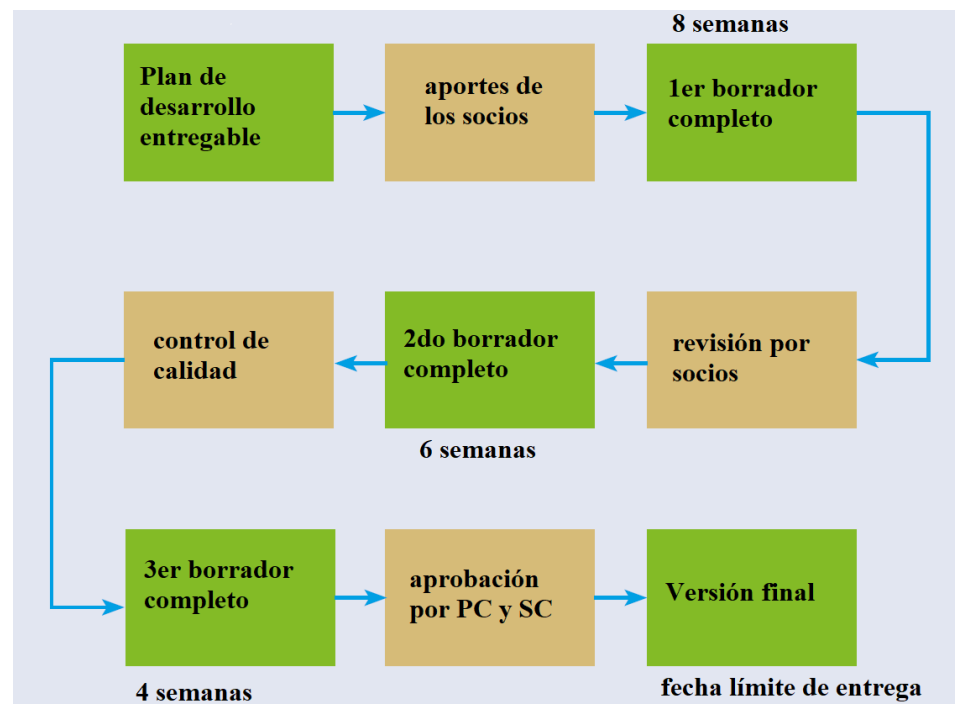 8 semanas
Plan de
desarrollo
entregable
aportes de
los socios
1er borrador
completo
control de
calidad
2do borrador
completo
revisión por
socios
6 semanas
3er borrador
completo
aprobación
por PC y SC
Versión final
4 semanas
fecha límite de entrega